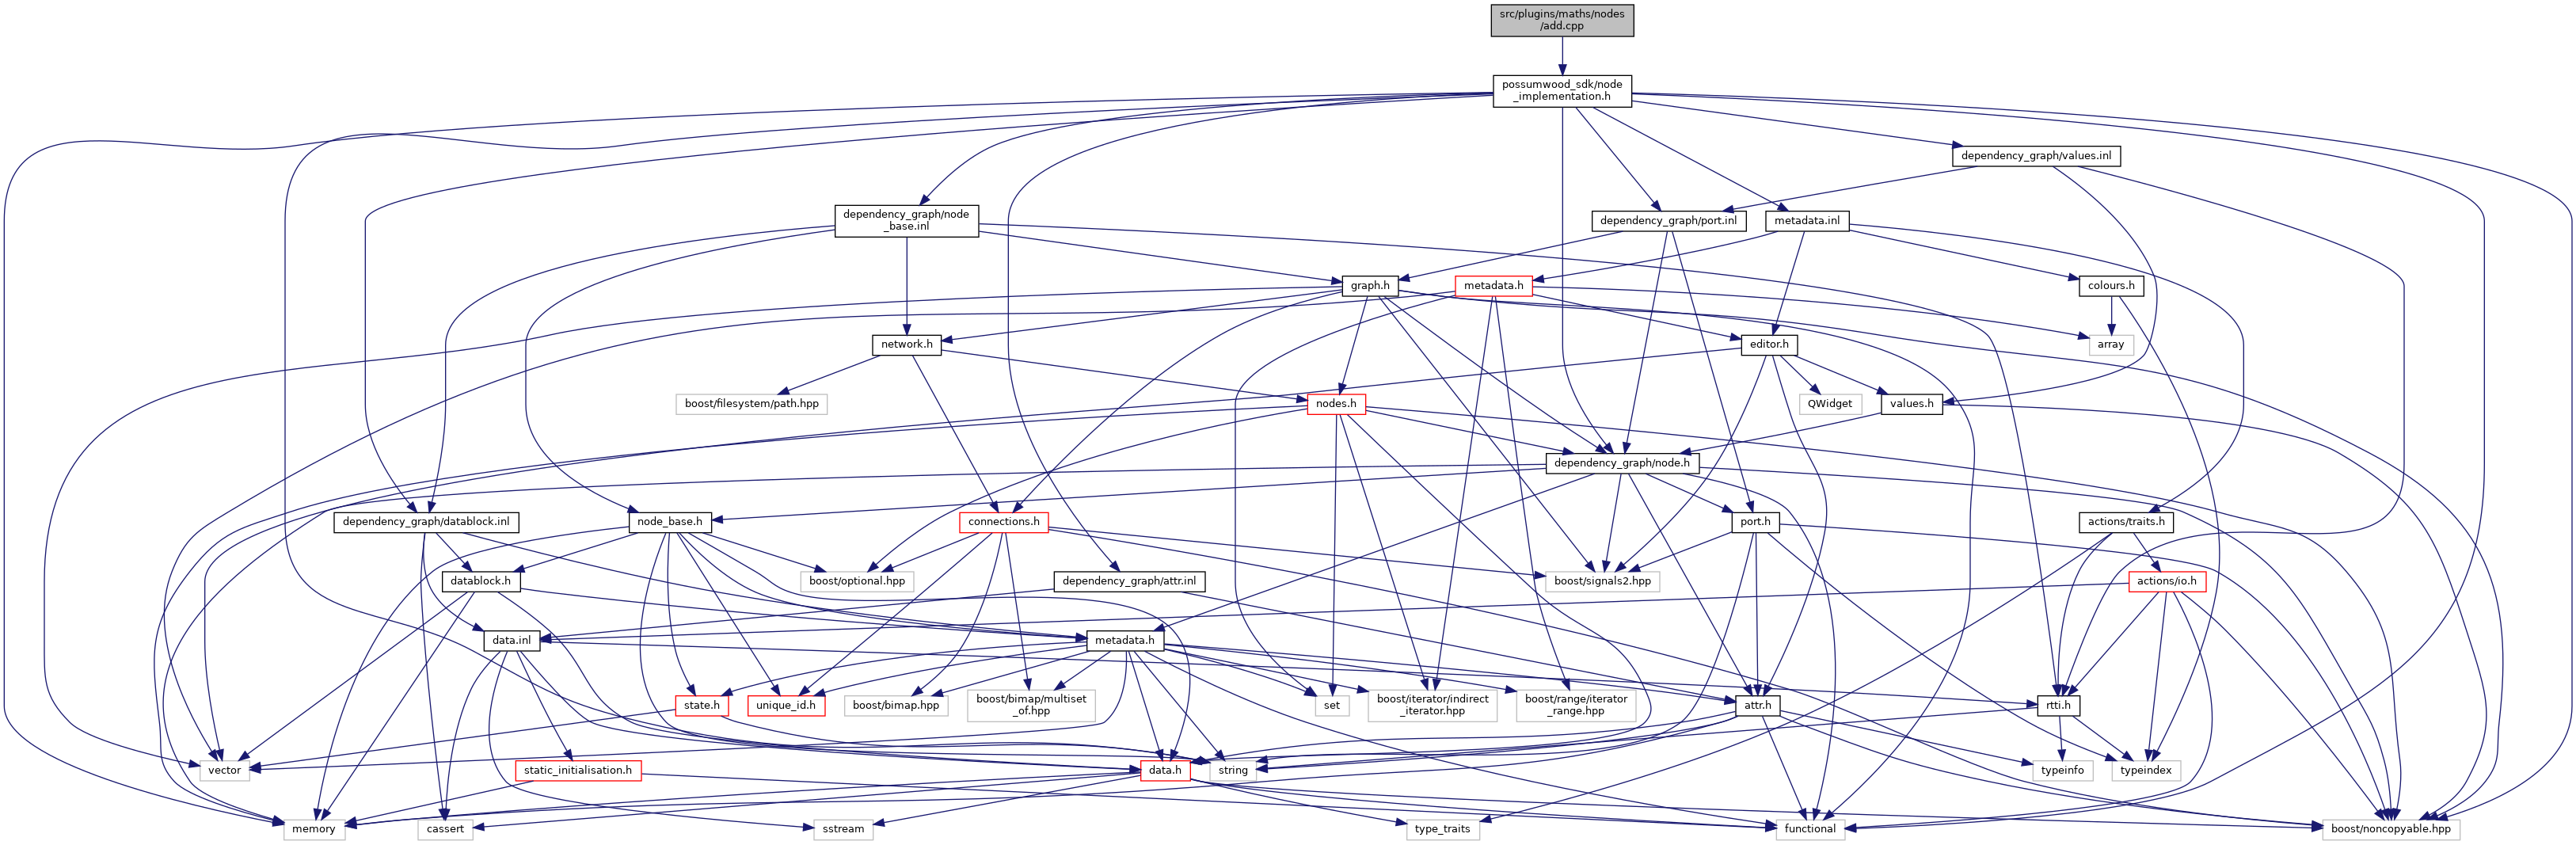 src/plugins/maths/nodes
/add.cpp
possumwood_sdk/node
_implementation.h
dependency_graph/values.inl
dependency_graph/node
_base.inl
dependency_graph/port.inl
metadata.inl
graph.h
metadata.h
colours.h
network.h
editor.h
array
boost/filesystem/path.hpp
nodes.h
QWidget
values.h
dependency_graph/node.h
dependency_graph/datablock.inl
node_base.h
connections.h
port.h
actions/traits.h
datablock.h
boost/optional.hpp
dependency_graph/attr.inl
boost/signals2.hpp
actions/io.h
data.inl
metadata.h
state.h
unique_id.h
boost/bimap.hpp
boost/bimap/multiset
_of.hpp
set
boost/iterator/indirect
_iterator.hpp
boost/range/iterator
_range.hpp
attr.h
rtti.h
vector
static_initialisation.h
data.h
string
typeinfo
typeindex
memory
cassert
sstream
type_traits
functional
boost/noncopyable.hpp